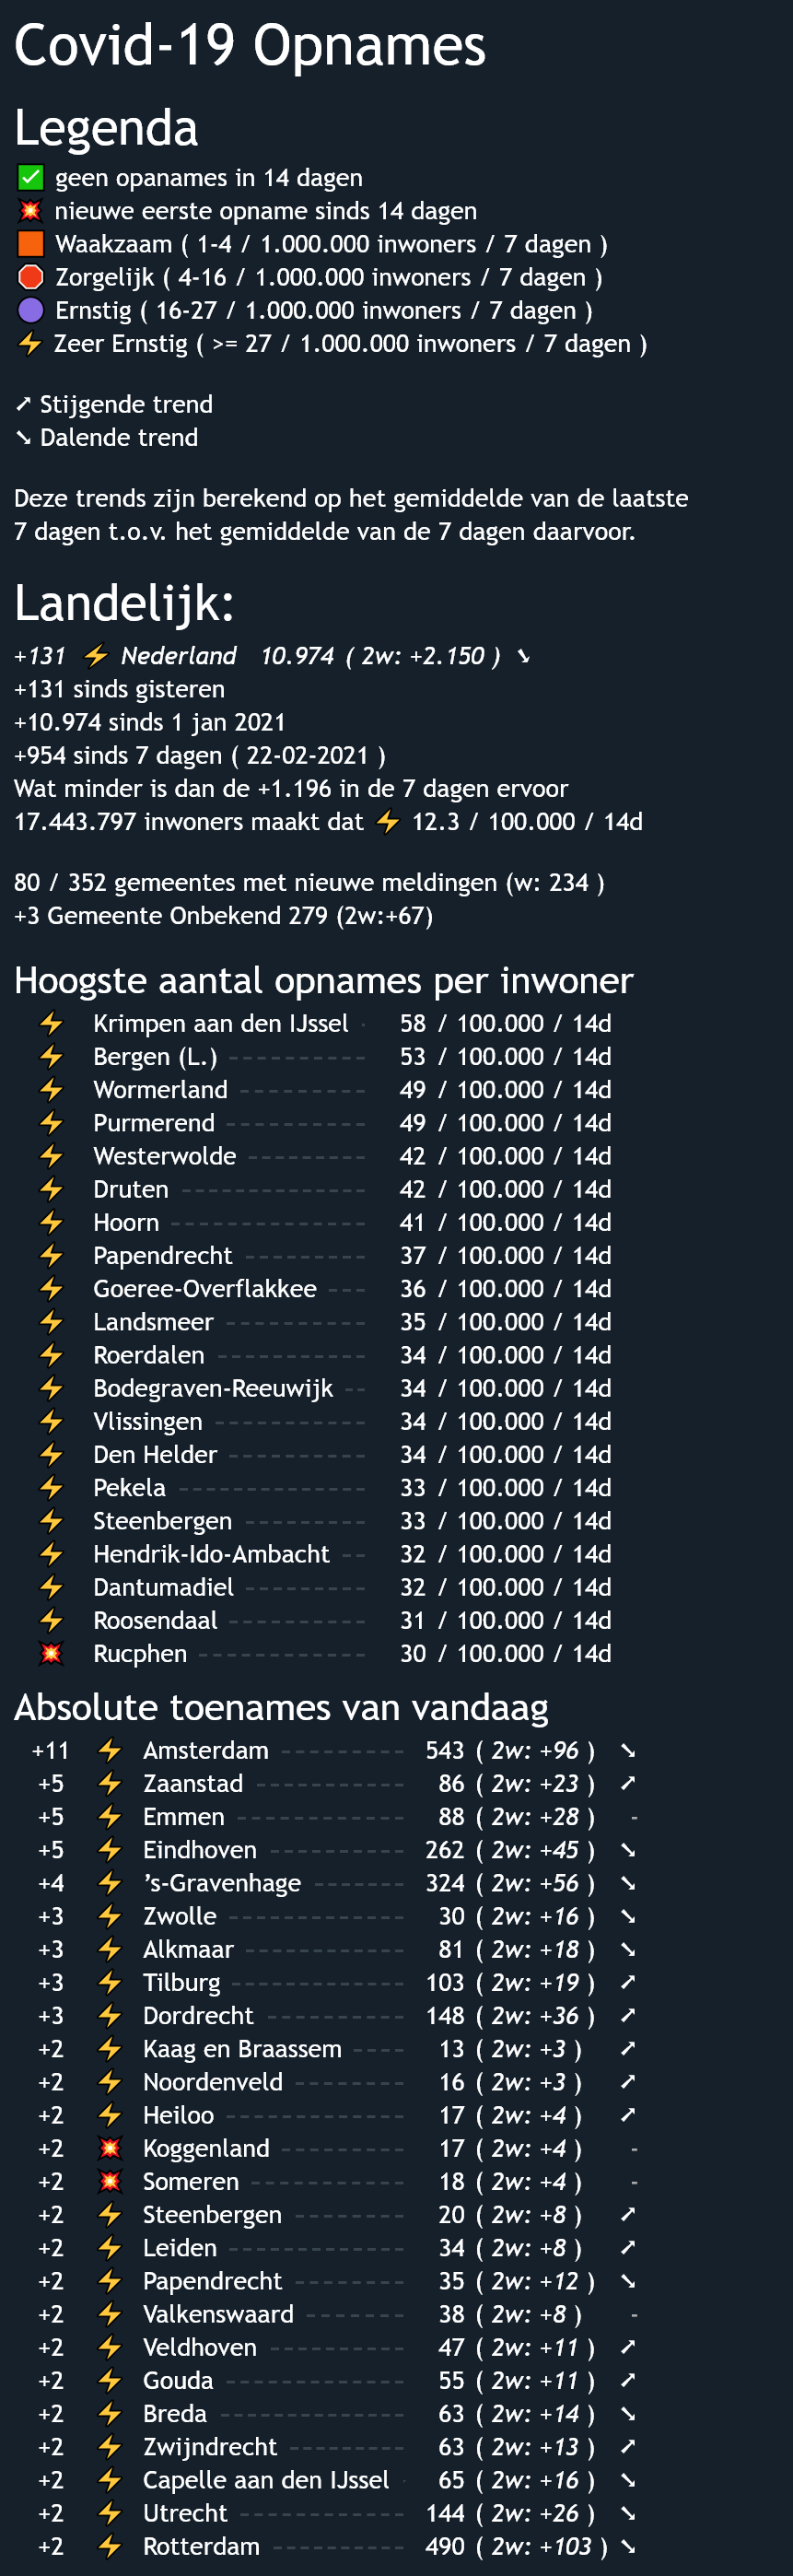 Covid-19 Opnames
Legenda
✅ geen opanames in 14 dagen
💥 nieuwe eerste opname sinds 14 dagen
🟧 Waakzaam ( 1-4 / 1.000.000 inwoners / 7 dagen )
🛑 Zorgelijk ( 4-16 / 1.000.000 inwoners / 7 dagen )
🟣 Ernstig ( 16-27 / 1.000.000 inwoners / 7 dagen )
⚡ Zeer Ernstig ( >= 27 / 1.000.000 inwoners / 7 dagen )
➚ Stijgende trend
➘ Dalende trend
Deze trends zijn berekend op het gemiddelde van de laatste
7 dagen t.o.v. het gemiddelde van de 7 dagen daarvoor.
Landelijk:
+131 ⚡ Nederland 10.974 ( 2w: +2.150 ) ➘
+131 sinds gisteren
+10.974 sinds 1 jan 2021
+954 sinds 7 dagen ( 22-02-2021 )
Wat minder is dan de +1.196 in de 7 dagen ervoor
17.443.797 inwoners maakt dat ⚡ 12.3 / 100.000 / 14d
80 / 352 gemeentes met nieuwe meldingen (w: 234 )
+3 Gemeente Onbekend 279 (2w:+67)
Hoogste aantal opnames per inwoner
⚡ Krimpen aan den IJssel 58 / 100.000 / 14d
⚡ Bergen (L.) 53 / 100.000 / 14d
⚡ Wormerland 49 / 100.000 / 14d
⚡ Purmerend 49 / 100.000 / 14d
⚡ Westerwolde 42 / 100.000 / 14d
⚡ Druten 42 / 100.000 / 14d
⚡ Hoorn 41 / 100.000 / 14d
⚡ Papendrecht 37 / 100.000 / 14d
⚡ Goeree-Overflakkee 36 / 100.000 / 14d
⚡ Landsmeer 35 / 100.000 / 14d
⚡ Roerdalen 34 / 100.000 / 14d
⚡ Bodegraven-Reeuwijk 34 / 100.000 / 14d
⚡ Vlissingen 34 / 100.000 / 14d
⚡ Den Helder 34 / 100.000 / 14d
⚡ Pekela 33 / 100.000 / 14d
⚡ Steenbergen 33 / 100.000 / 14d
⚡ Hendrik-Ido-Ambacht 32 / 100.000 / 14d
⚡ Dantumadiel 32 / 100.000 / 14d
⚡ Roosendaal 31 / 100.000 / 14d
💥 Rucphen 30 / 100.000 / 14d
Absolute toenames van vandaag
+11 ⚡ Amsterdam 543 ( 2w: +96 ) ➘
+5 ⚡ Zaanstad 86 ( 2w: +23 ) ➚
+5 ⚡ Emmen 88 ( 2w: +28 ) -
+5 ⚡ Eindhoven 262 ( 2w: +45 ) ➘
+4 ⚡ 's-Gravenhage 324 ( 2w: +56 ) ➘
+3 ⚡ Zwolle 30 ( 2w: +16 ) ➘
+3 ⚡ Alkmaar 81 ( 2w: +18 ) ➘
+3 ⚡ Tilburg 103 ( 2w: +19 ) ➚
+3 ⚡ Dordrecht 148 ( 2w: +36 ) ➚
+2 ⚡ Kaag en Braassem 13 ( 2w: +3 ) ➚
+2 ⚡ Noordenveld 16 ( 2w: +3 ) ➚
+2 ⚡ Heiloo 17 ( 2w: +4 ) ➚
+2 💥 Koggenland 17 ( 2w: +4 ) -
+2 💥 Someren 18 ( 2w: +4 ) -
+2 ⚡ Steenbergen 20 ( 2w: +8 ) ➚
+2 ⚡ Leiden 34 ( 2w: +8 ) ➚
+2 ⚡ Papendrecht 35 ( 2w: +12 ) ➘
+2 ⚡ Valkenswaard 38 ( 2w: +8 ) -
+2 ⚡ Veldhoven 47 ( 2w: +11 ) ➚
+2 ⚡ Gouda 55 ( 2w: +11 ) ➚
+2 ⚡ Breda 63 ( 2w: +14 ) ➘
+2 ⚡ Zwijndrecht 63 ( 2w: +13 ) ➚
+2 ⚡ Capelle aan den IJssel 65 ( 2w: +16 ) ➘
+2 ⚡ Utrecht 144 ( 2w: +26 ) ➘
+2 ⚡ Rotterdam 490 ( 2w: +103 ) ➘